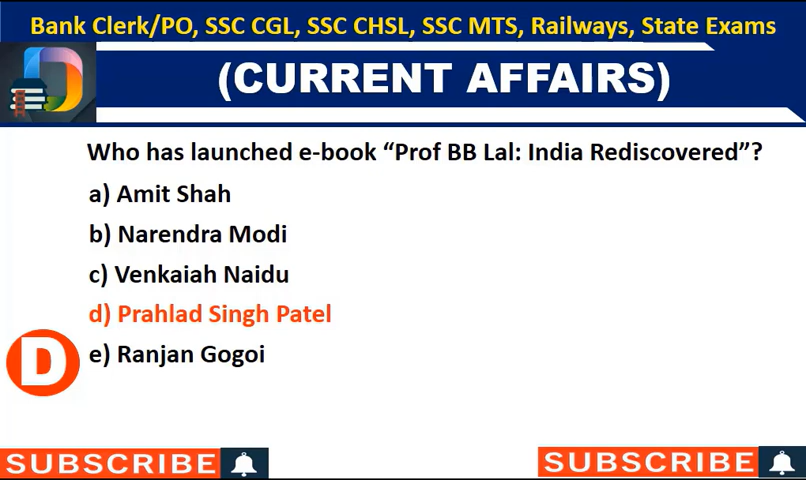 Bank Clerk/PO, SSC CGL, SSC CHSL, SSC MTS, Railways, State Exams
(CURRENT AFFAIRS)
Who has launched e-book “Prof BB Lal: India Rediscovered”?
a) Amit Shah
b) Narendra Modi
c) Venkaiah Naidu
d) Prahlad Singh Patel
e) Ranjan Gogoi
D
SUBSCRIBE
SUBSCRIBE